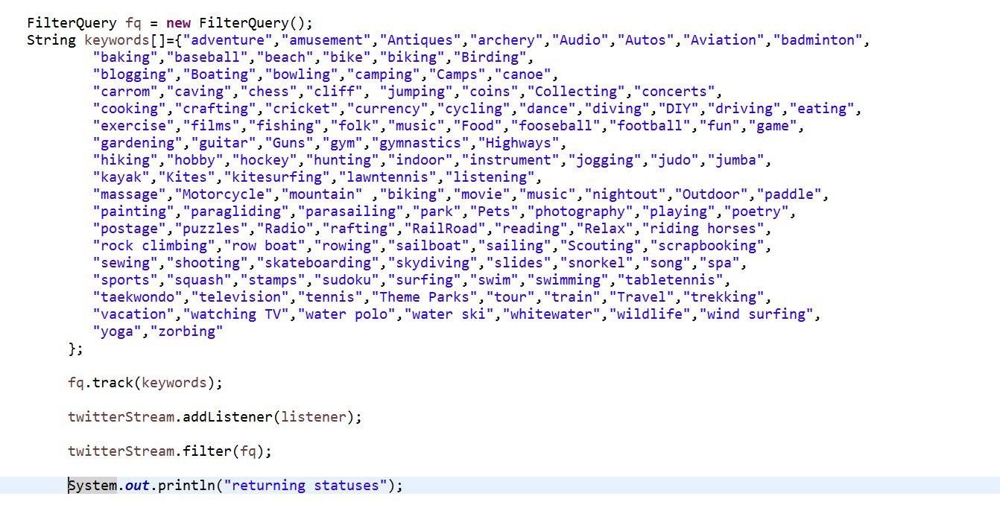 FilterQuery fq = new FilterQuery();
String keywords[]={"adventure","amusement","Antiques","archery","Audio","Autos","Aviation","badminton",
"baking","baseball","beach","bike","biking","Birding",
"blogging","Boating","bowling","camping","Camps","canoe",
"carrom","caving","chess","cliff", "jumping","coins","Collecting","concerts",
"cooking","crafting","cricket","currency","cycling","dance","diving","DIY","driving","eating",
"exercise","films","fishing","folk","music","Food","fooseball","football","fun","game",
"gardening","guitar","Guns","gym","gymnastics","Highways",
"hiking","hobby","hockey","hunting","indoor","instrument","jogging","judo","jumba",
"kayak","Kites","kitesurfing","lawntennis","listening",
"massage","Motorcycle","mountain" ,"biking","movie","music","nightout","Outdoor","paddle",
"painting","paragliding","parasailing","park","Pets","photography","playing","poetry",
"postage","puzzles","Radio","rafting","RailRoad","reading","Relax","riding horses",
"rock climbing","row boat","rowing","sailboat","sailing","Scouting","scrapbooking",
"sewing","shooting","skateboarding","skydiving","slides","snorkel","song","spa",
"sports","squash","stamps","sudoku","surfing","swim","swimming","tabletennis",
"taekwondo","television","tennis","Theme Parks","tour","train","Travel","trekking",
"vacation","watching TV","water polo","water ski","whitewater","wildlife","wind surfing",
"yoga","zorbing"
};
fq.track(keywords);
twitterStream.addListener(listener);
twitterStream.filter(fq);
System.out.println("returning statuses");